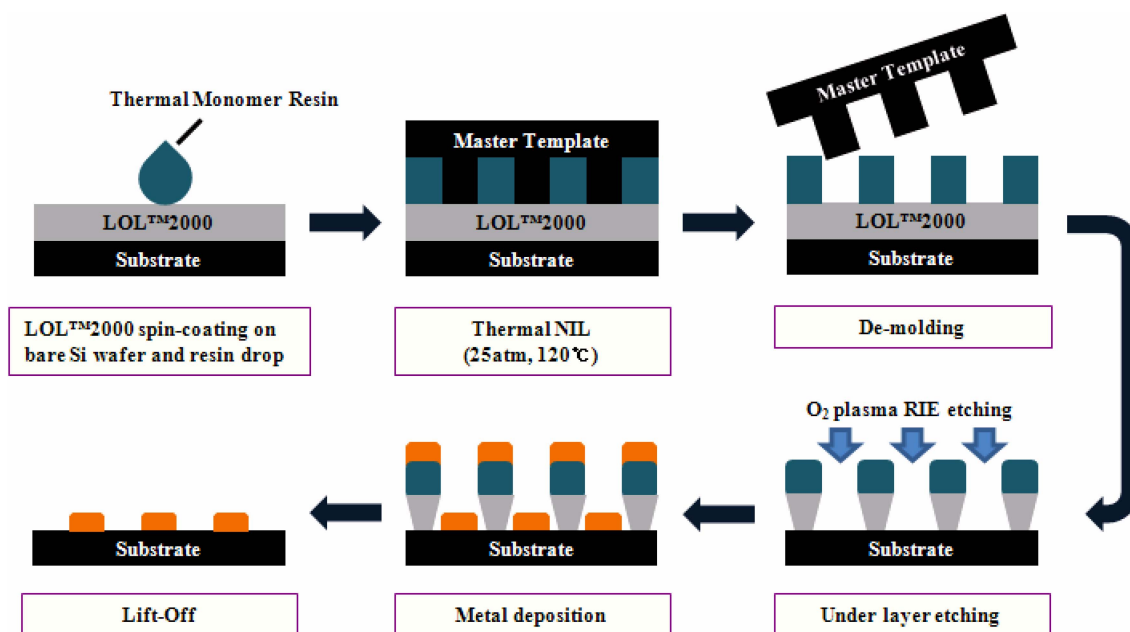 Thermal Monomer Resin
LOL™2000
Substrate
LOL™2000 spin-coating on
bare Si wafer and resin drop
Master Template
LOL™2000
Substrate
Thermal NIL
(25atm, 120℃)
Master Template
LOL™2000
Substrate
De-molding
O₂ plasma RIE etching
Substrate
Under layer etching
Substrate
Metal deposition
Substrate
Lift-Off